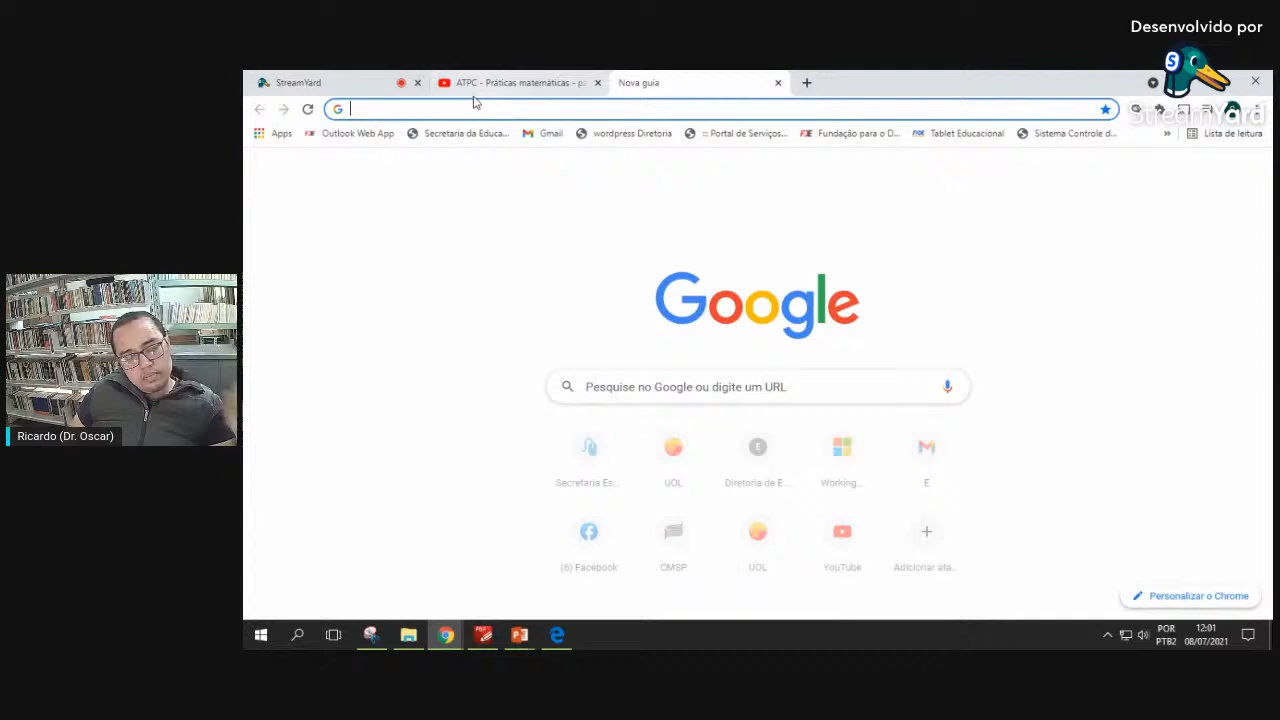 Desenvolvido por
StreamYard
StreamYard
ATPC - Práticas matemáticas - pa
Nova guia
Apps
Outlook Web App
Secretaria da Educa...
Gmail
wordpress Diretoria
:: Portal de Serviços...
Fundação para o D...
Tablet Educacional
Sistema Controle d...
»
Lista de leitura
Google
Pesquise no Google ou digite um URL
Secretaria Es...
UOL
Diretoria de E...
Working...
E
(6) Facebook
CMSP
UOL
YouTube
Adicionar ata...
Personalizar o Chrome
Ricardo (Dr. Oscar)
POR
PTB2
12:01
08/07/2021